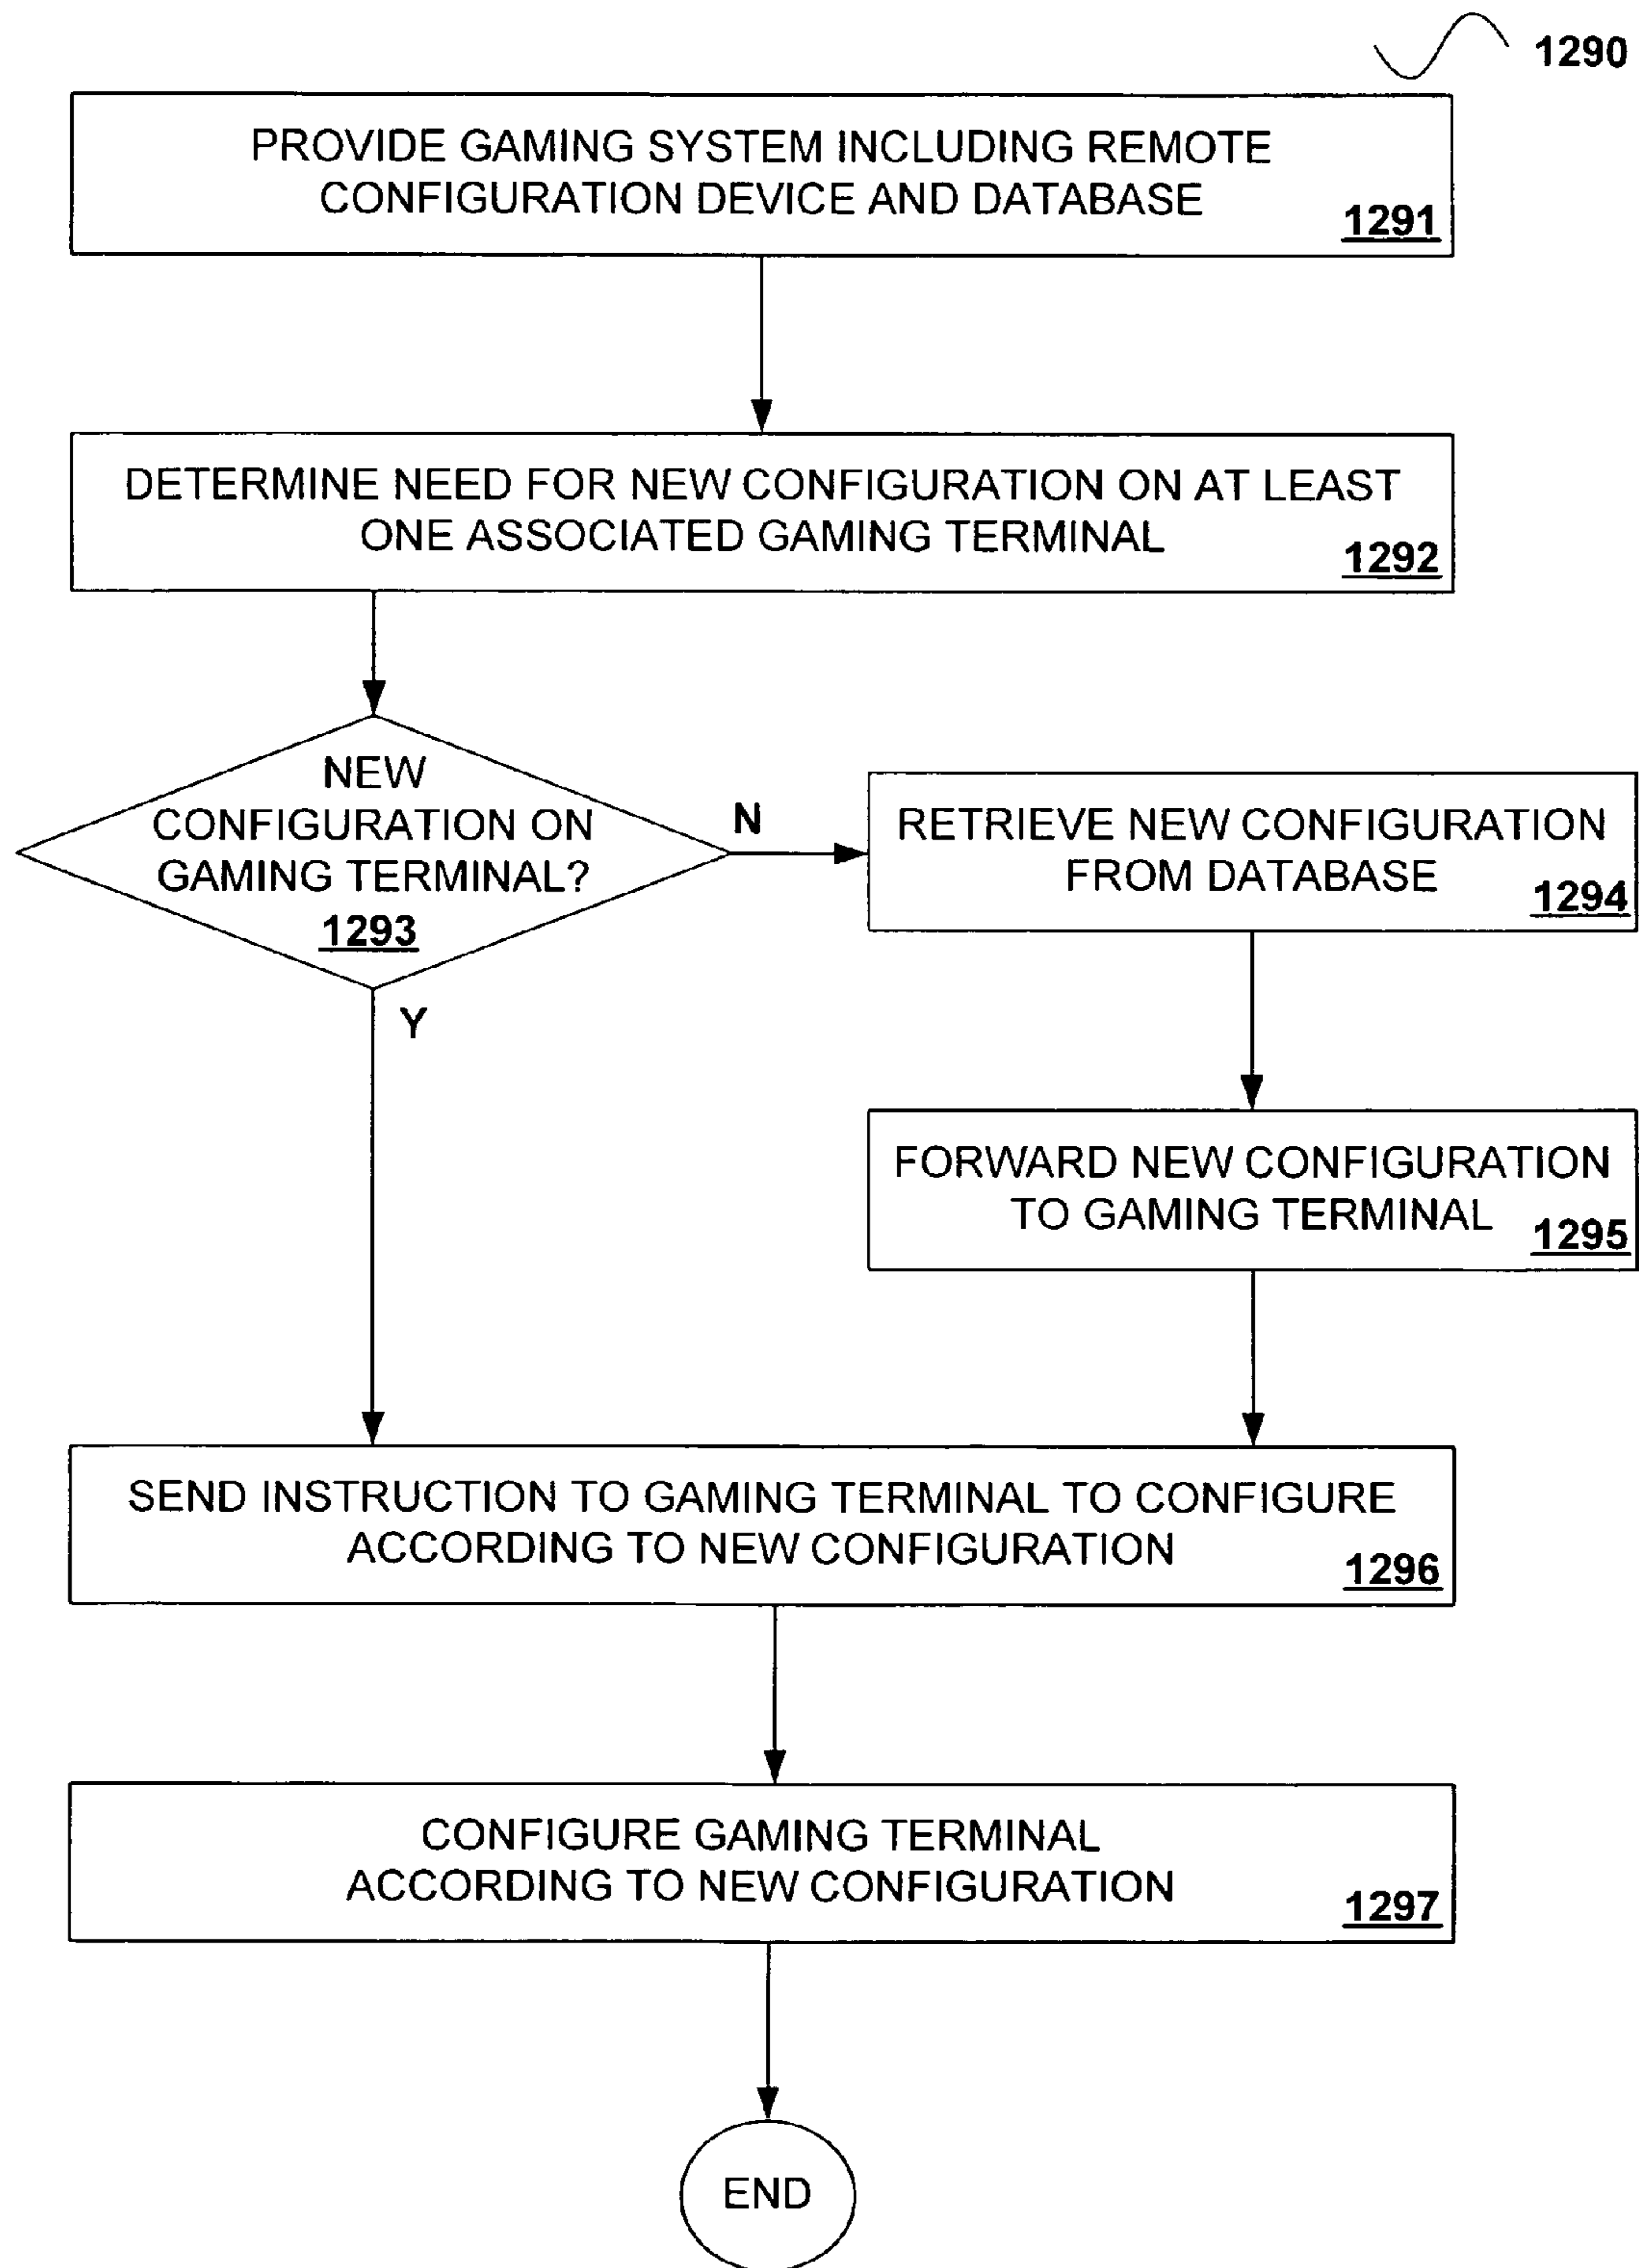 1290
PROVIDE GAMING SYSTEM INCLUDING REMOTE
CONFIGURATION DEVICE AND DATABASE
1291
DETERMINE NEED FOR NEW CONFIGURATION ON AT LEAST
ONE ASSOCIATED GAMING TERMINAL
1292
NEW
CONFIGURATION ON
GAMING TERMINAL?
1293
N
RETRIEVE NEW CONFIGURATION
FROM DATABASE
1294
Y
FORWARD NEW CONFIGURATION
TO GAMING TERMINAL
1295
SEND INSTRUCTION TO GAMING TERMINAL TO CONFIGURE
ACCORDING TO NEW CONFIGURATION
1296
CONFIGURE GAMING TERMINAL
ACCORDING TO NEW CONFIGURATION
1297
END